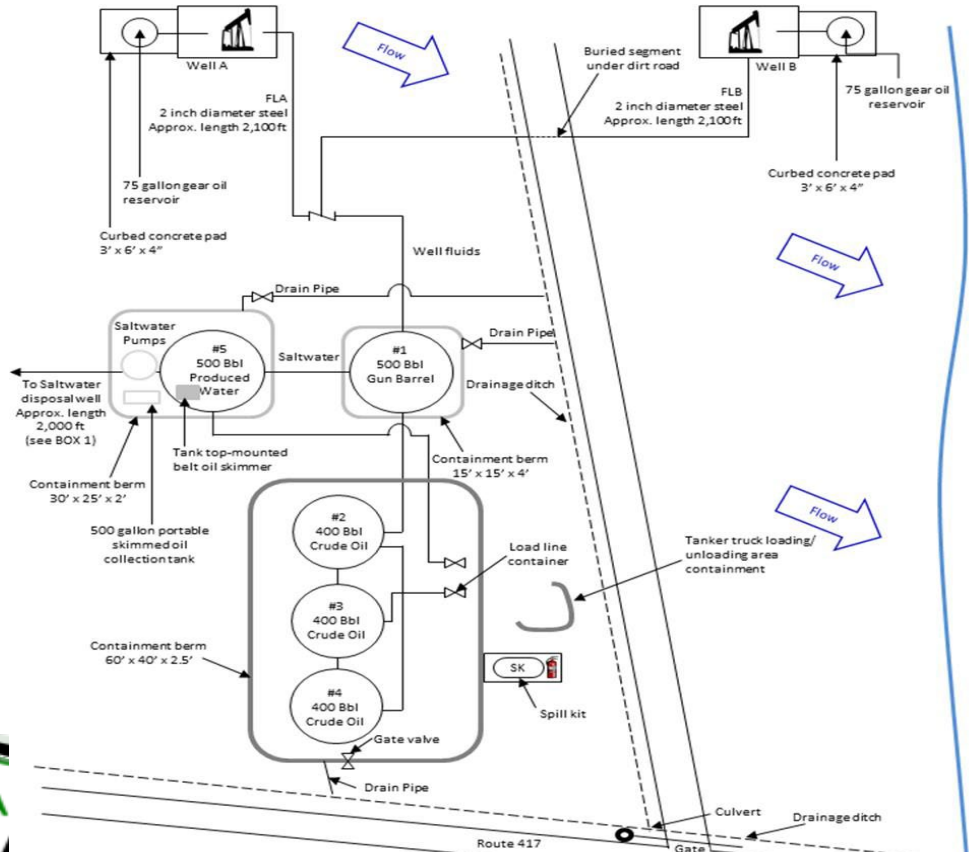 Well A
Flow
FLA
2 inch diameter steel
Approx. length 2,100 ft
75 gallon gear oil
reservoir
Curbed concrete pad
3' x 6' x 4"
Buried segment
under dirt road
Well B
FLB
2 inch diameter steel
Approx. length 2,100 ft
75 gallon gear oil
reservoir
Curbed concrete pad
3' x 6' x 4"
Well fluids
Flow
Drain Pipe
Drain Pipe
Saltwater
Pumps
#5
500 Bbl
Produced
Water
Saltwater
#1
500 Bbl
Gun Barrel
Drainage ditch
To Saltwater
disposal well
Approx. length
2,000 ft
(see BOX 1)
Tank top-mounted
belt oil skimmer
Containment berm
15' x 15' x 4'
Containment berm
30' x 25' x 2'
500 gallon portable
skimmed oil
collection tank
#2
400 Bbl
Crude Oil
Load line
container
Tanker truck loading/
unloading area
containment
Flow
#3
400 Bbl
Crude Oil
Containment berm
60' x 40' x 2.5'
#4
400 Bbl
Crude Oil
SK
Spill kit
Gate valve
Drain Pipe
Culvert
Drainage ditch
Route 417
Gate